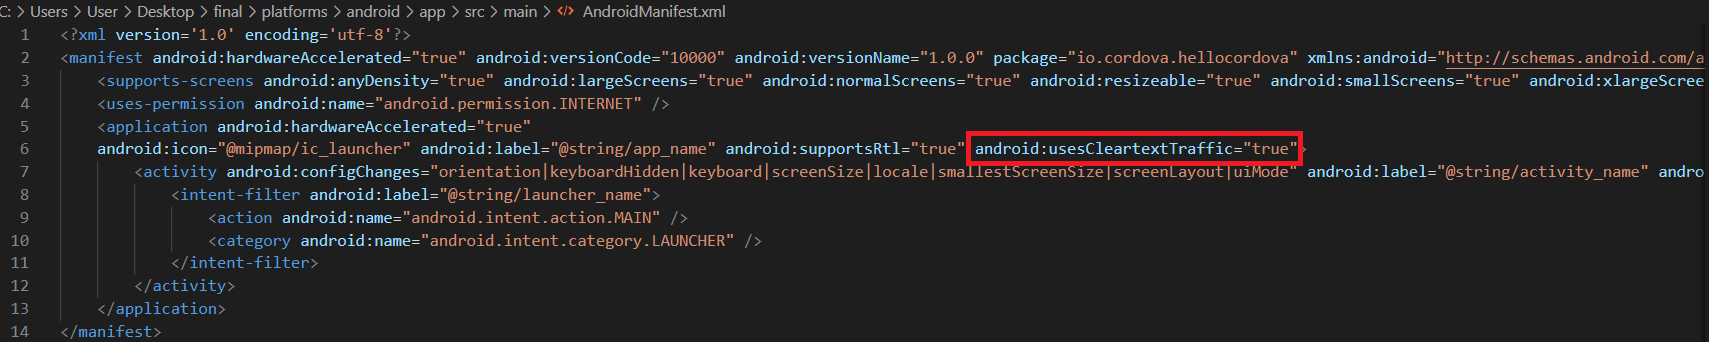 C: > Users > User > Desktop > final > platforms > android > app > src > main > AndroidManifest.xml
1 <?xml version='1.0' encoding='utf-8'?>
2 <manifest android:hardwareAccelerated="true" android:versionCode="10000" android:versionName="1.0.0" package="io.cordova.hellocordova" xmlns:android="http://schemas.android.com/a
3 <supports-screens android:anyDensity="true" android:largeScreens="true" android:normalScreens="true" android:resizeable="true" android:smallScreens="true" android:xlargeScree
4 <uses-permission android:name="android.permission.INTERNET" />
5 <application android:hardwareAccelerated="true"
6 android:icon="@mipmap/ic_launcher" android:label="@string/app_name" android:supportsRtl="true" android:usesCleartextTraffic="true">
7 <activity android:configChanges="orientation|keyboardHidden|keyboard|screenSize|locale|smallestScreenSize|screenLayout|uiMode" android:label="@string/activity_name" andro
8 <intent-filter android:label="@string/launcher_name">
9 <action android:name="android.intent.action.MAIN" />
10 <category android:name="android.intent.category.LAUNCHER" />
11 </intent-filter>
12 </activity>
13 </application>
14 </manifest>